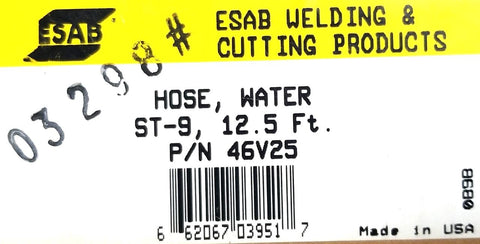 ESAB
ESAB WELDING &
CUTTING PRODUCTS
03298#
HOSE, WATER
ST-9, 12.5 Ft.
P/N 46V25
6 62067 03951 7
0898
Made in USA